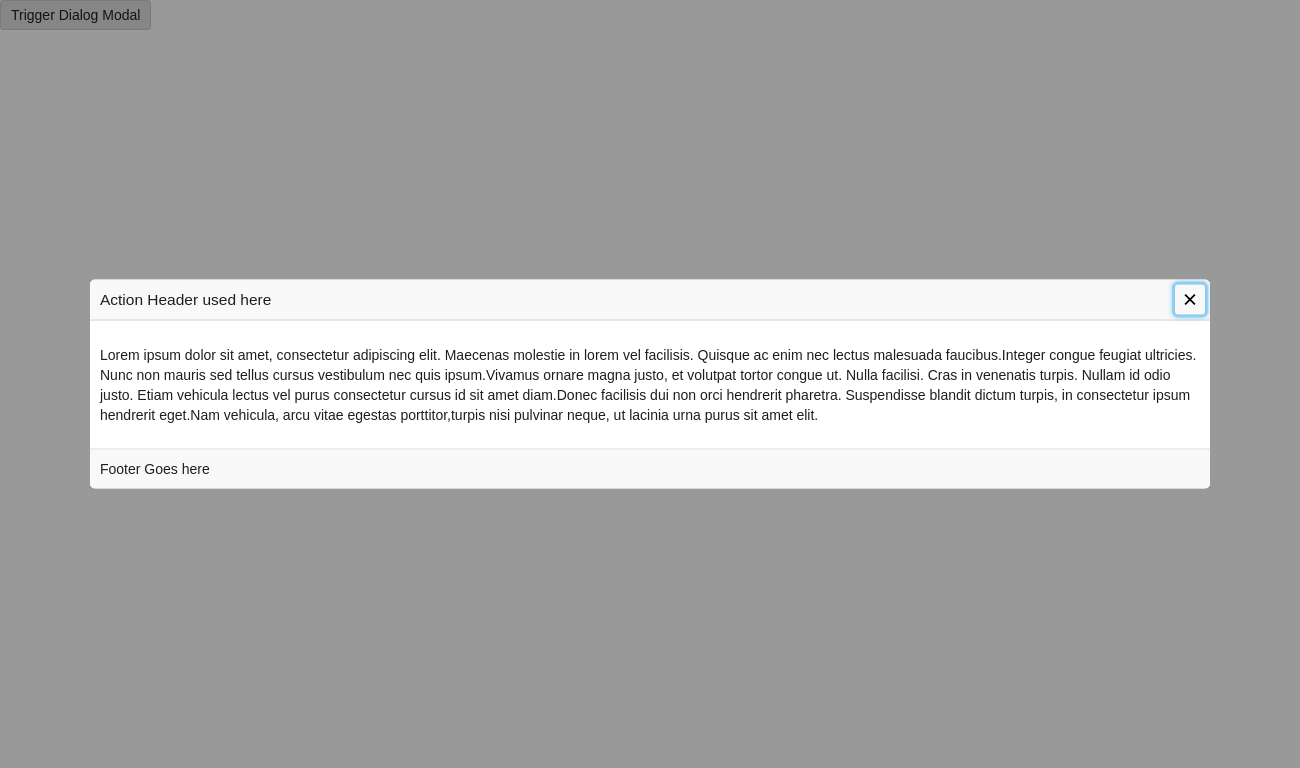 Trigger Dialog Modal
Action Header used here
Lorem ipsum dolor sit amet, consectetur adipiscing elit. Maecenas molestie in lorem vel facilisis. Quisque ac enim nec lectus malesuada faucibus.Integer congue feugiat ultricies.
Nunc non mauris sed tellus cursus vestibulum nec quis ipsum.Vivamus ornare magna justo, et volutpat tortor congue ut. Nulla facilisi. Cras in venenatis turpis. Nullam id odio
justo. Etiam vehicula lectus vel purus consectetur cursus id sit amet diam.Donec facilisis dui non orci hendrerit pharetra. Suspendisse blandit dictum turpis, in consectetur ipsum
hendrerit eget.Nam vehicula, arcu vitae egestas porttitor,turpis nisi pulvinar neque, ut lacinia urna purus sit amet elit.
Footer Goes here